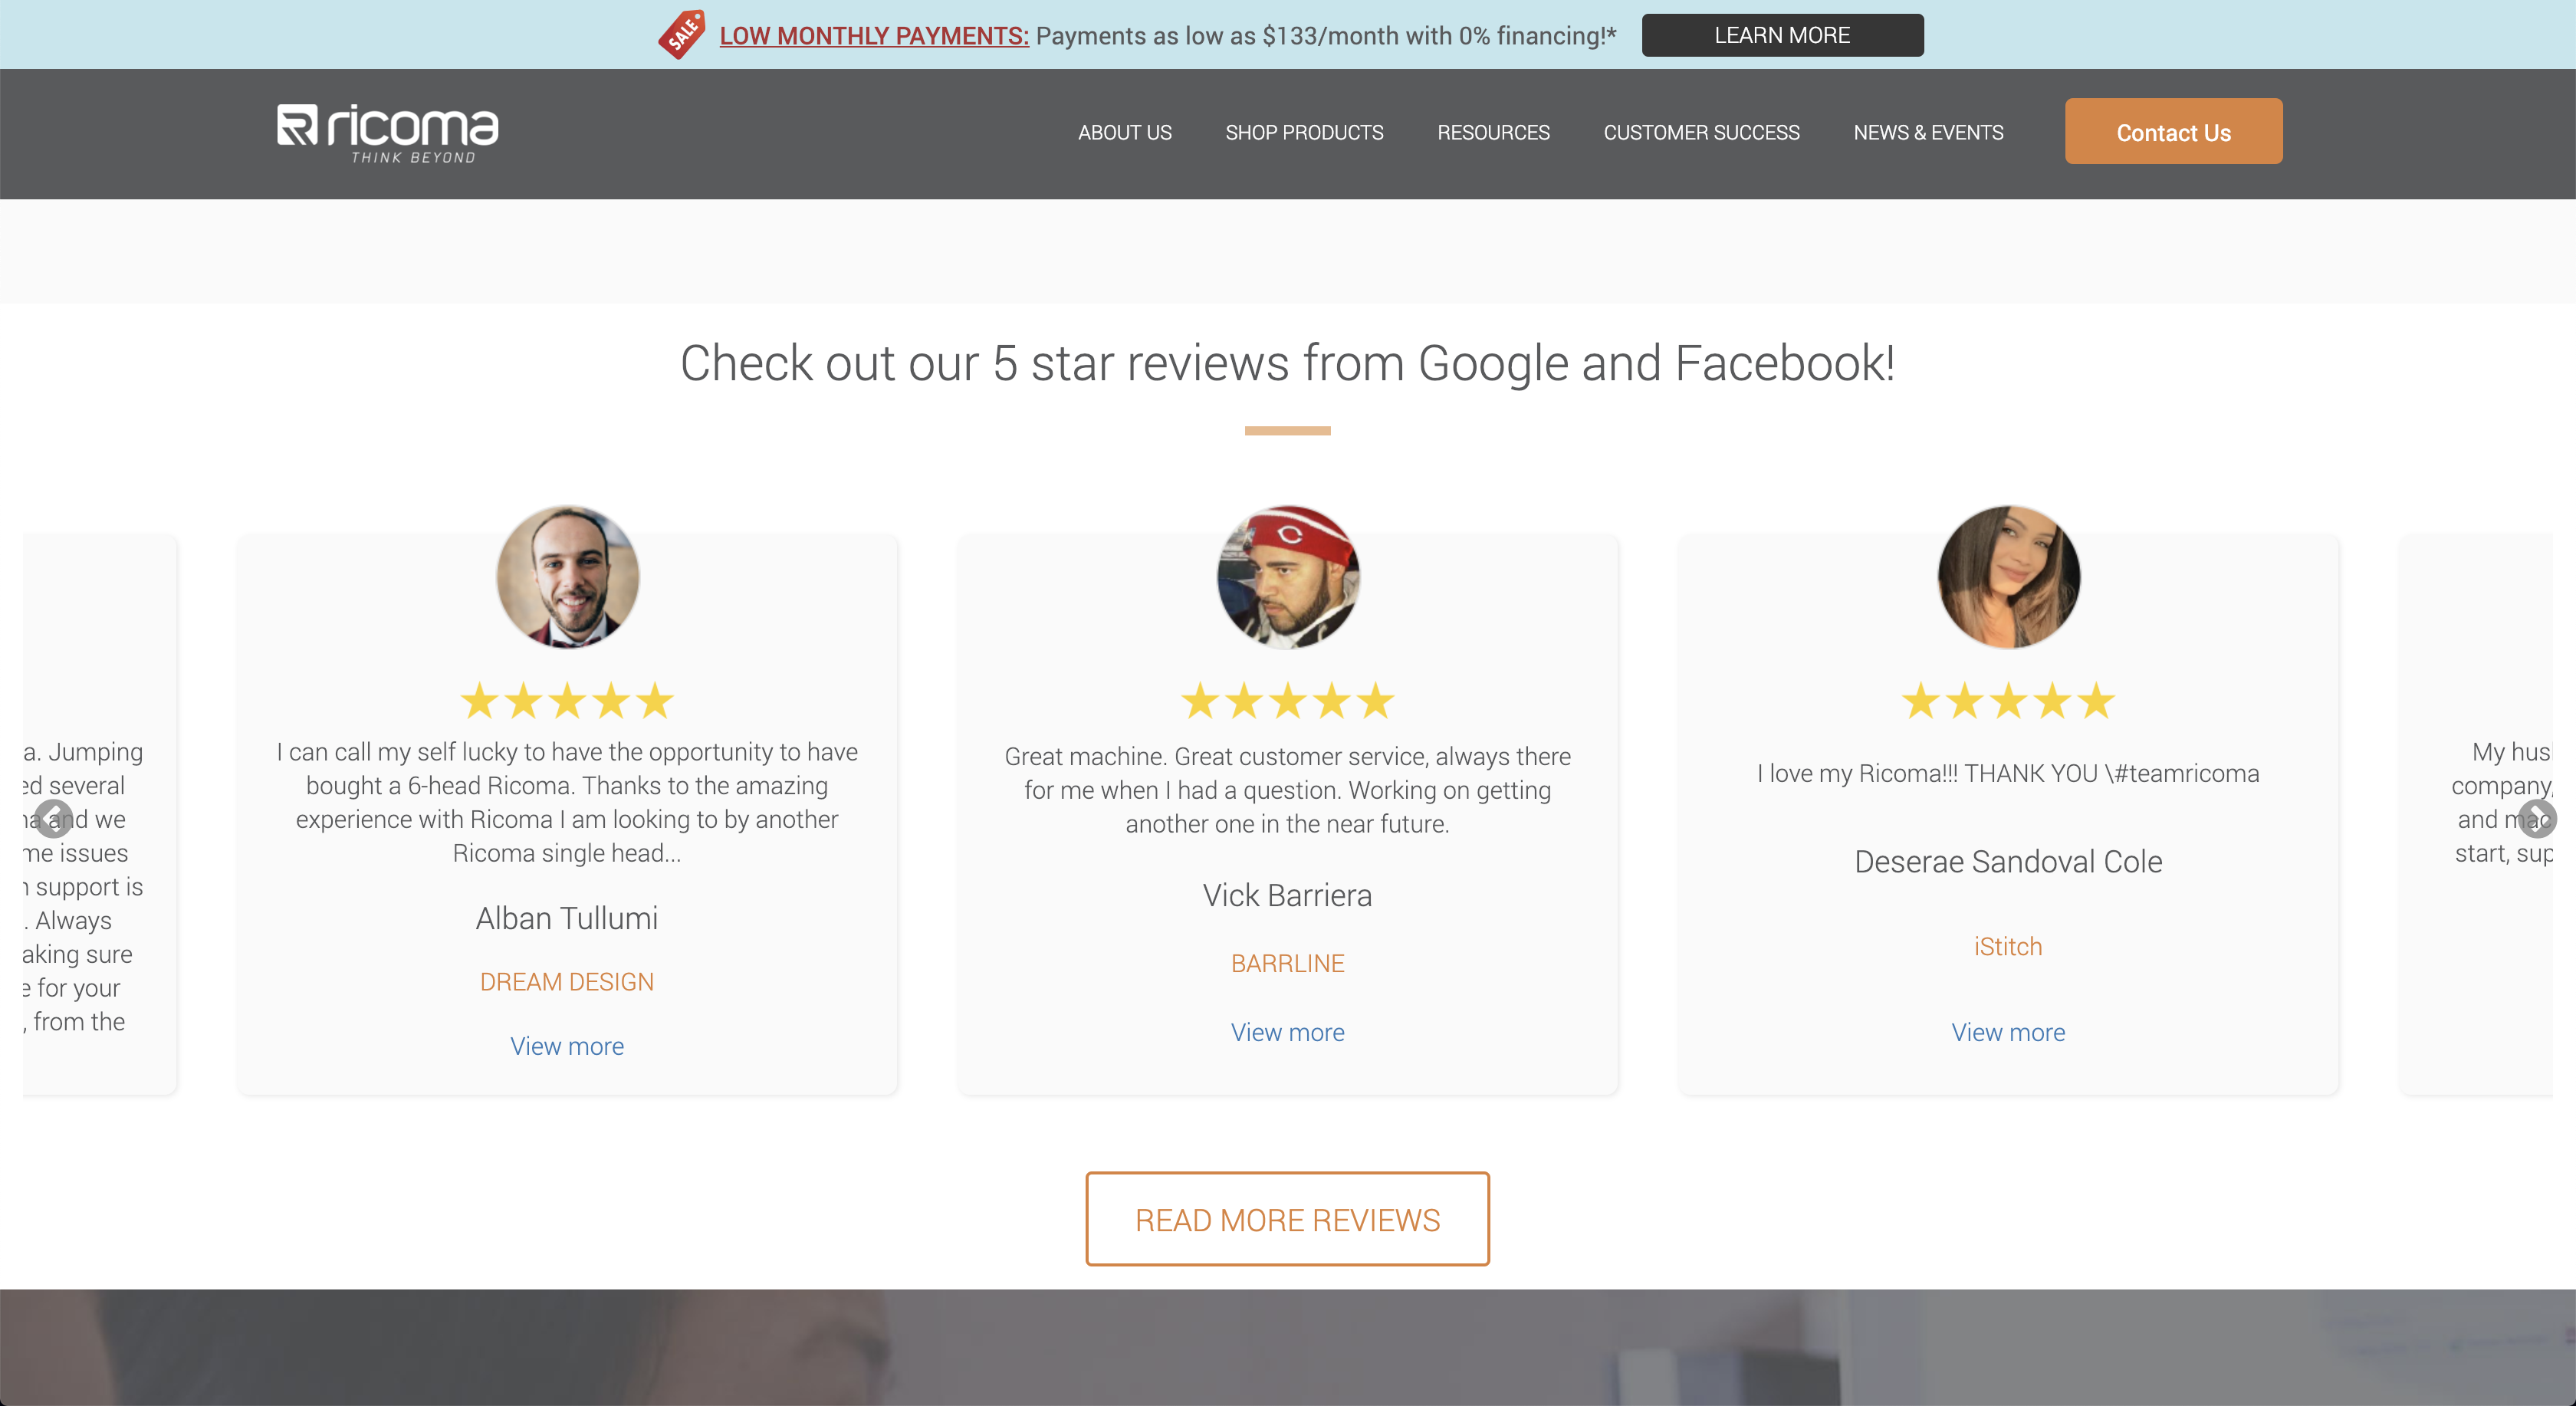 SALE
LOW MONTHLY PAYMENTS: Payments as low as $133/month with 0% financing!*
LEARN MORE
ricoma
THINK BEYOND
ABOUT US
SHOP PRODUCTS
RESOURCES
CUSTOMER SUCCESS
NEWS & EVENTS
Contact Us
Check out our 5 star reviews from Google and Facebook!
a. Jumping
several
and we
issues
support is
. Always
sure
for your
, from the
I can call my self lucky to have the opportunity to have
bought a 6-head Ricoma. Thanks to the amazing
experience with Ricoma I am looking to by another
Ricoma single head...
Alban Tullumi
DREAM DESIGN
View more
Great machine. Great customer service, always there
for me when I had a question. Working on getting
another one in the near future.
Vick Barriera
BARRLINE
View more
I love my Ricoma!!! THANK YOU \#teamricoma
Deserae Sandoval Cole
iStitch
View more
My
company,
and
start,
READ MORE REVIEWS